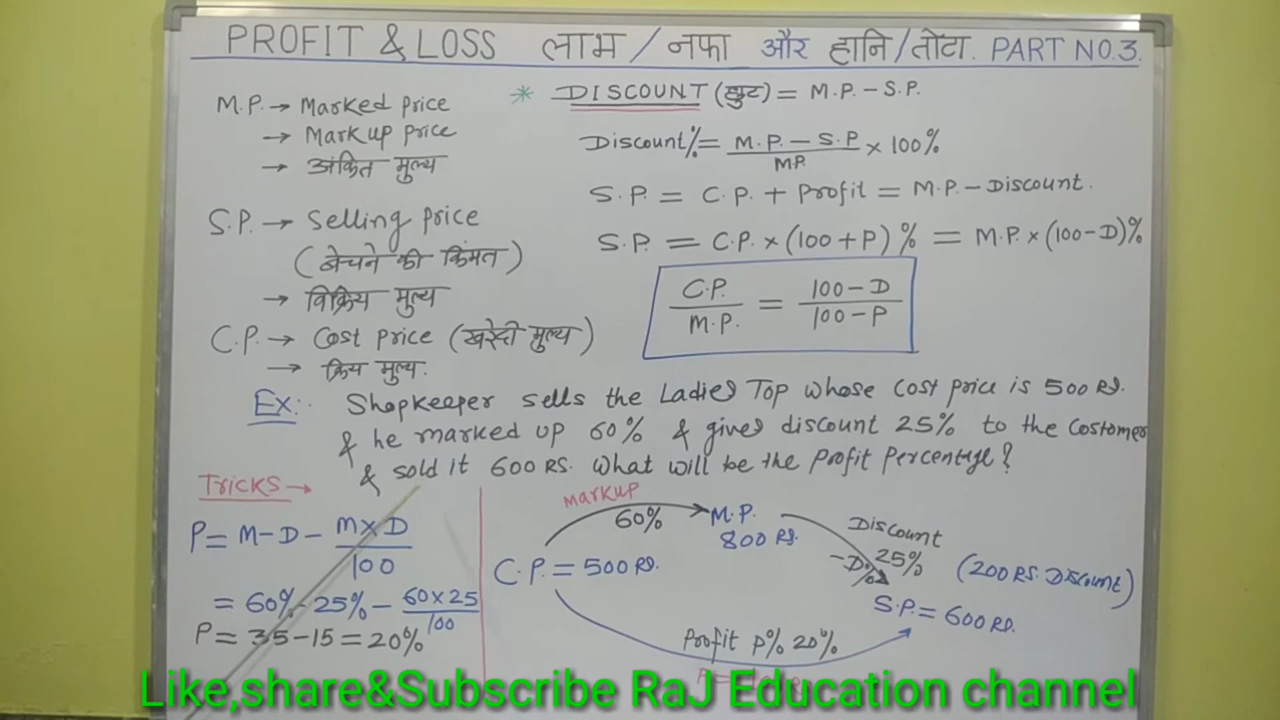 PROFIT & LOSS लाभ/नफा और हानि/तोटा. PART NO.3.
M.P. → Marked price
→ Markup price
→ अंकित मुल्य
S.P. → Selling price
(बेचने की किंमत)
→ विक्रिय मुल्य
C.P. → Cost price (खरेदी मुल्य)
→ क्रिय मुल्य.
* DISCOUNT (छुट) = M.P. – S.P.
Discount% = M.P. – S.P / M.P. × 100%
S.P. = C.P. + Profit = M.P. – Discount.
S.P. = C.P. × (100 + P) % = M.P. × (100 – D)%
C.P. / M.P. = 100 – D / 100 – P
Ex:- Shopkeeper sells the Ladies Top whose cost price is 500 Rs.
& he marked up 60% & gives discount 25% to the costomer
& sold it 600 RS. What will be the Profit Percentage?
Tricks →
P = M – D – M × D / 100
= 60% - 25% – 60 × 25 / 100
P = 35 – 15 = 20%
markup
60%
M.P.
800 Rs.
Discount
25%
-D%
(200 RS. Discount)
C.P. = 500 RS.
S.P. = 600 RS.
Profit P% 20%
Like,share&Subscribe RaJ Education channel